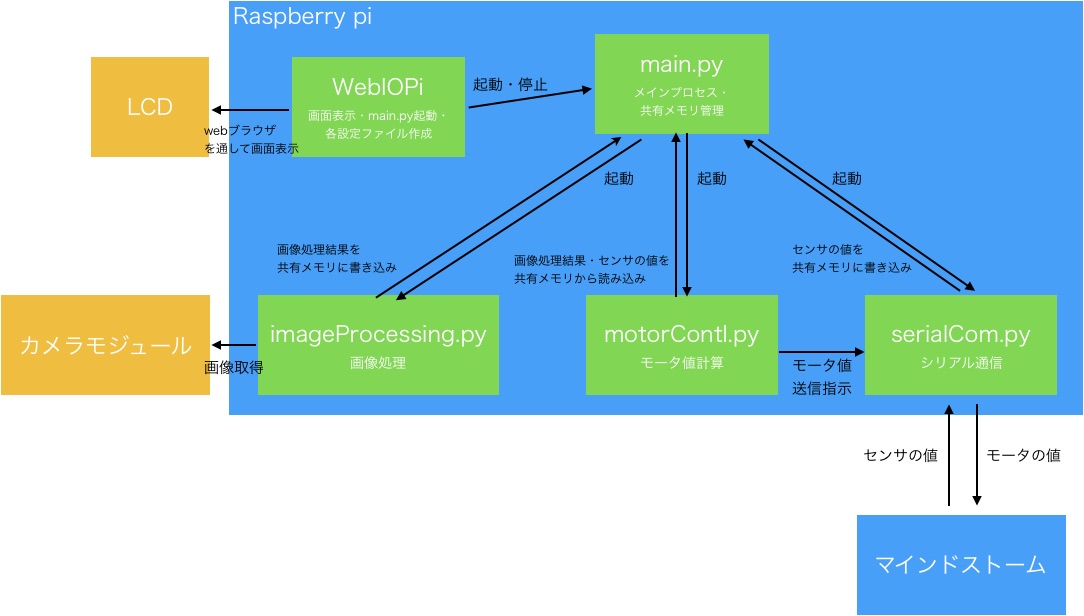 Raspberry pi
LCD
WebIOPi
画面表示・main.py起動・
各設定ファイル作成
起動・停止
main.py
メインプロセス・
共有メモリ管理
webブラウザ
を通して画面表示
起動
起動
起動
画像処理結果を
共有メモリに書き込み
画像処理結果・センサの値を
共有メモリから読み込み
センサの値を
共有メモリに書き込み
カメラモジュール
画像取得
imageProcessing.py
画像処理
motorContl.py
モータ値計算
モータ値
送信指示
serialCom.py
シリアル通信
センサの値
モータの値
マインドストーム